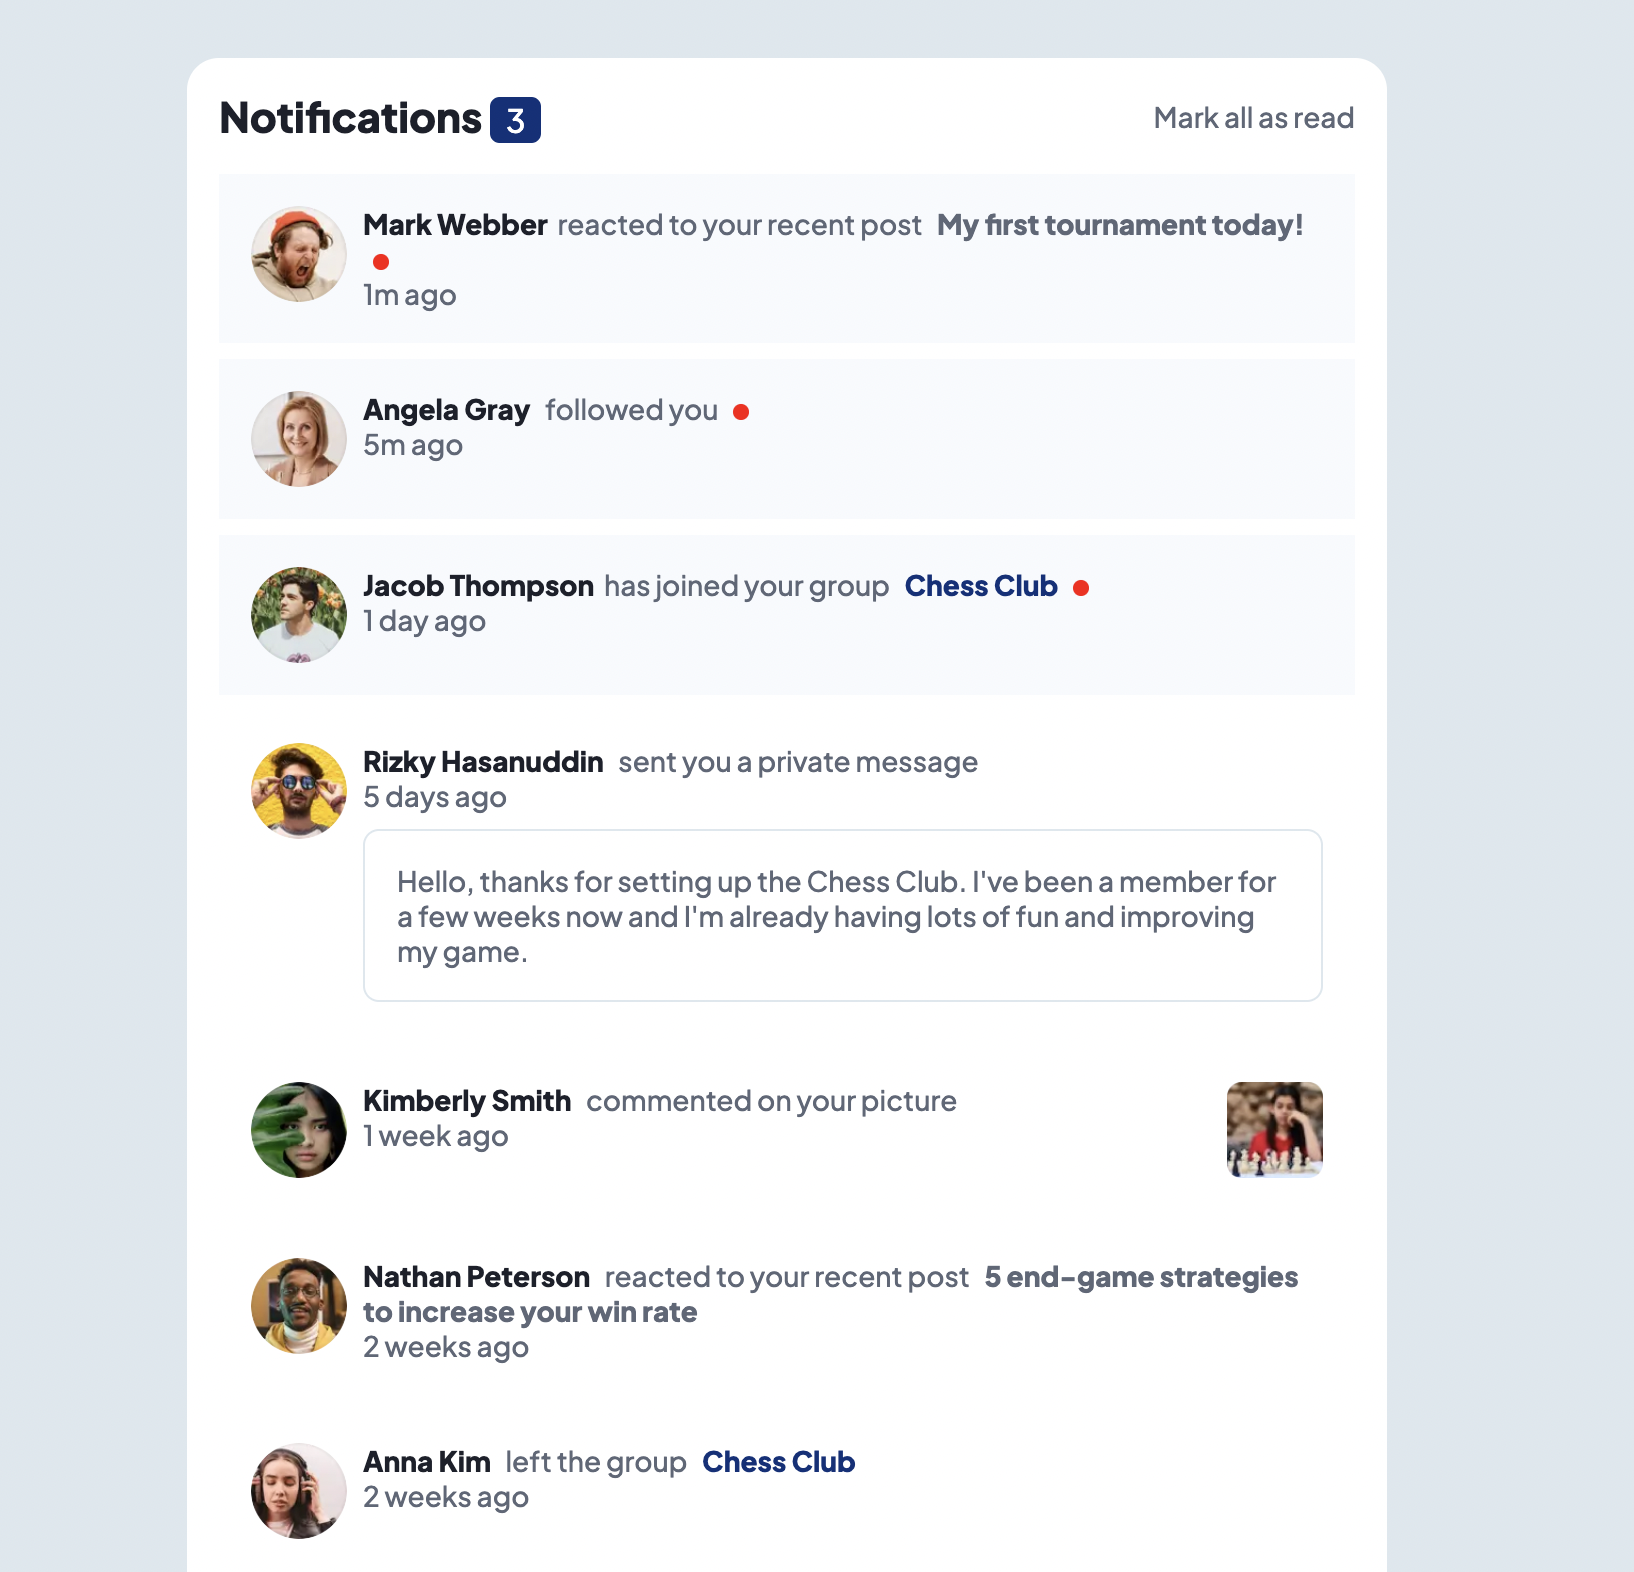 Notifications 3
Mark all as read
Mark Webber reacted to your recent post My first tournament today!
1m ago
Angela Gray followed you
5m ago
Jacob Thompson has joined your group Chess Club
1 day ago
Rizky Hasanuddin sent you a private message
5 days ago
Hello, thanks for setting up the Chess Club. I've been a member for
a few weeks now and I'm already having lots of fun and improving
my game.
Kimberly Smith commented on your picture
1 week ago
Nathan Peterson reacted to your recent post 5 end-game strategies
to increase your win rate
2 weeks ago
Anna Kim left the group Chess Club
2 weeks ago